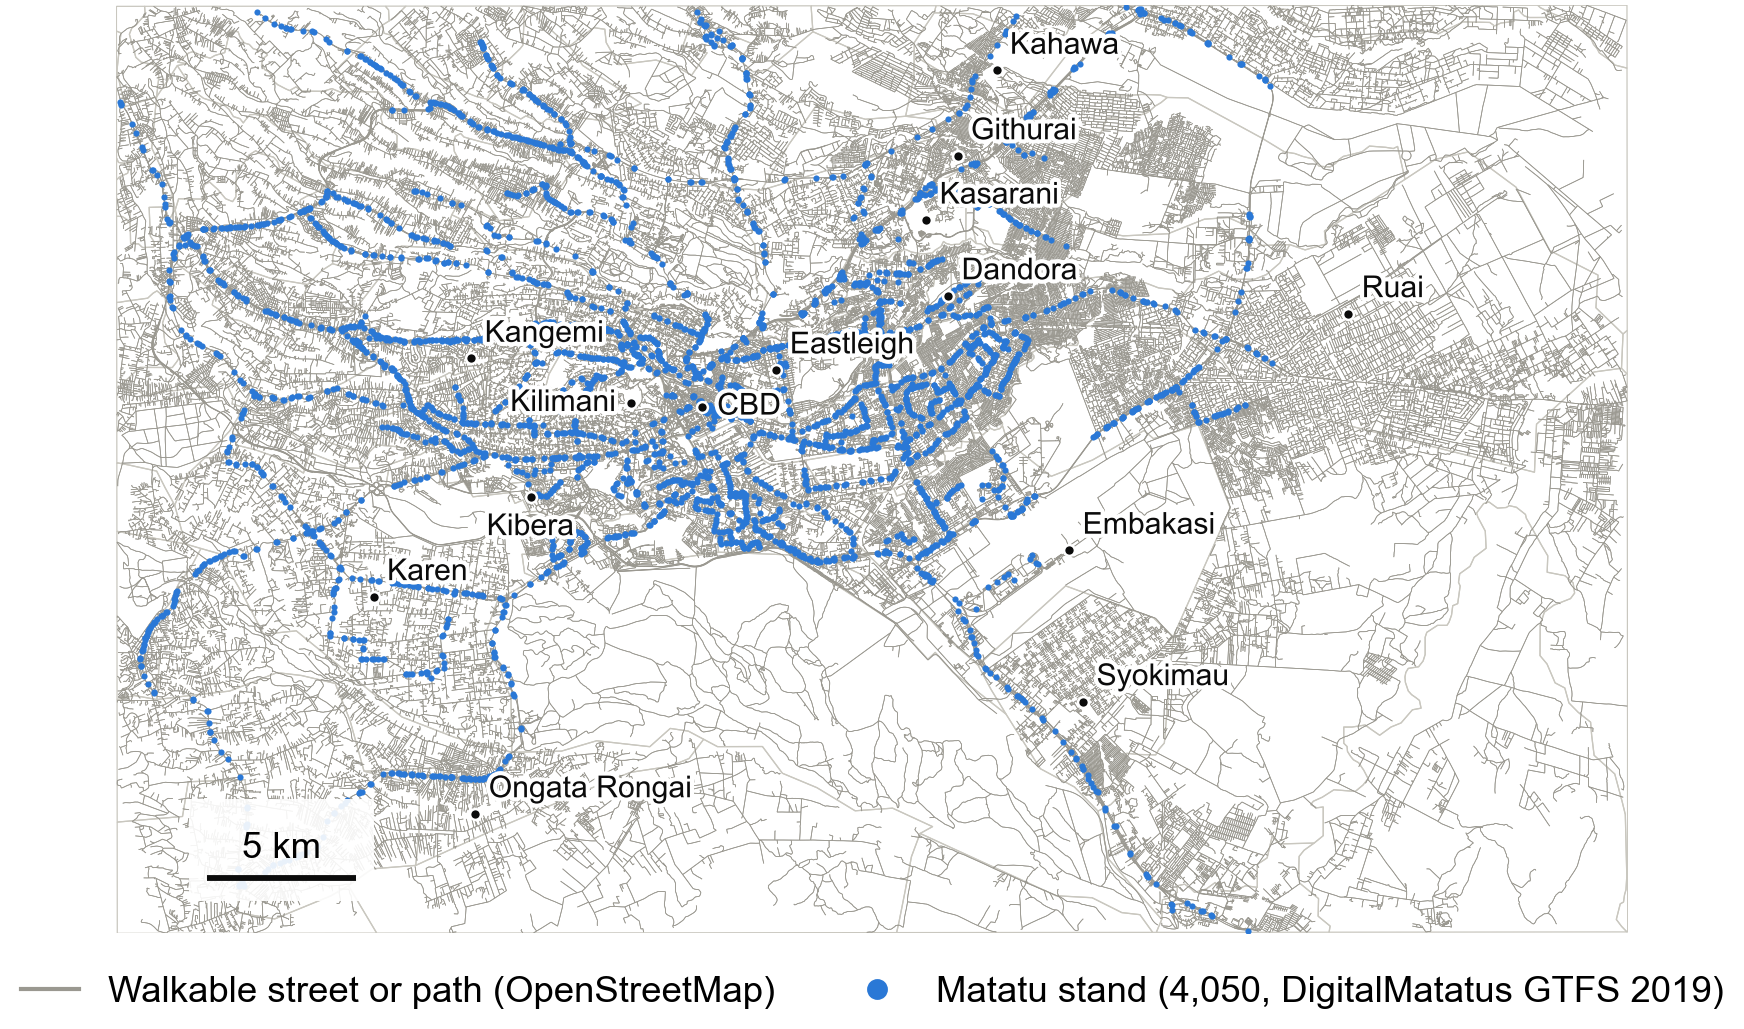 Kahawa
Githurai
Kasarani
Dandora
Ruai
Kangemi
Eastleigh
Kilimani
CBD
Kibera
Embakasi
Karen
Syokimau
Ongata Rongai
5 km
Walkable street or path (OpenStreetMap)
Matatu stand (4,050, DigitalMatatus GTFS 2019)